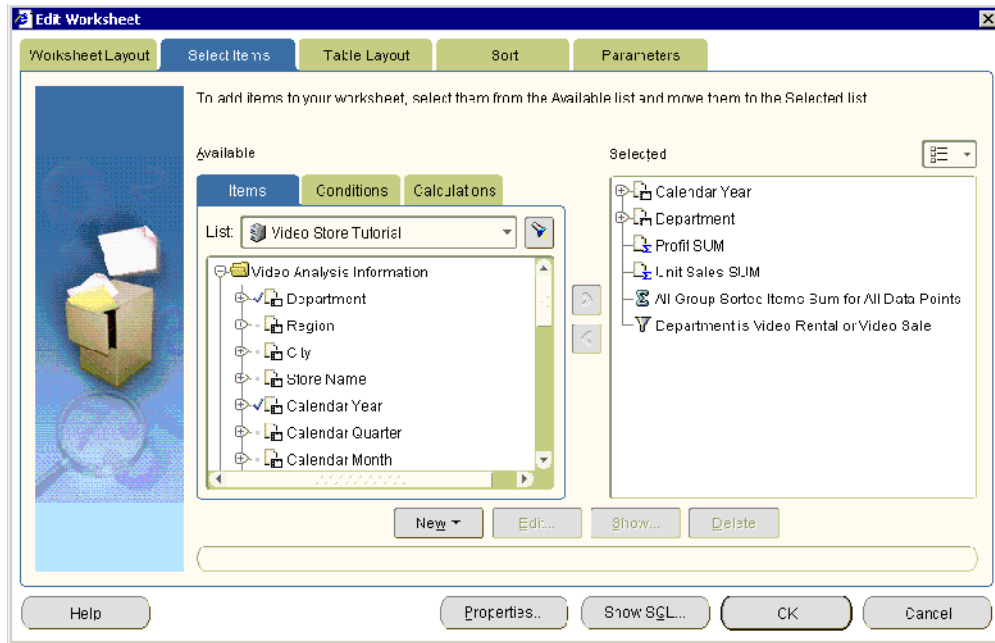 Edit Worksheet
Worksheet Layout
Select Items
Table Layout
Sort
Parameters
To add items to your worksheet, select them from the Available list and move them to the Selected list
Available
Selected
Items
Conditions
Calculations
List:
Video Store Tutorial
Video Analysis Information
Department
Region
City
Store Name
Calendar Year
Calendar Quarter
Calendar Month
Calendar Year
Department
Profit SUM
Unit Sales SUM
All Group Sorted Items Sum for All Data Points
Department is Video Rental or Video Sale
New
Edit...
Show...
Delete
Help
Properties..
Show SQL...
OK
Cancel